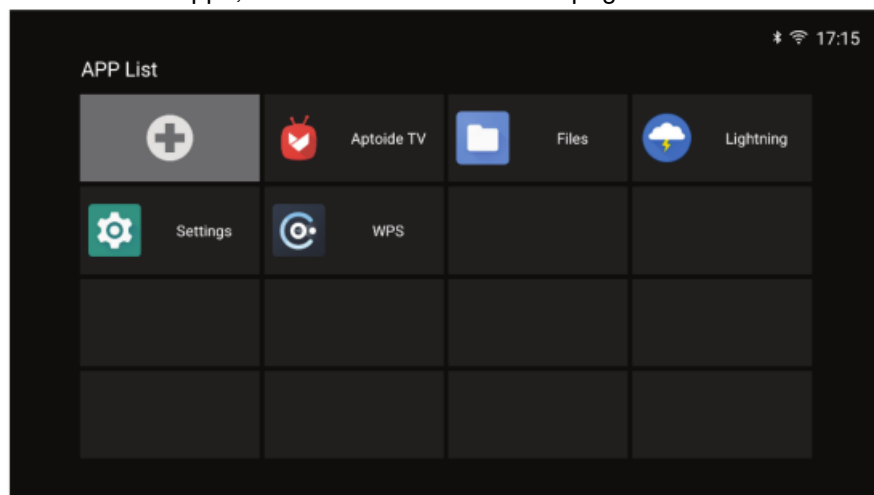 17:15
APP List
Aptoide TV
Files
Lightning
Settings
WPS